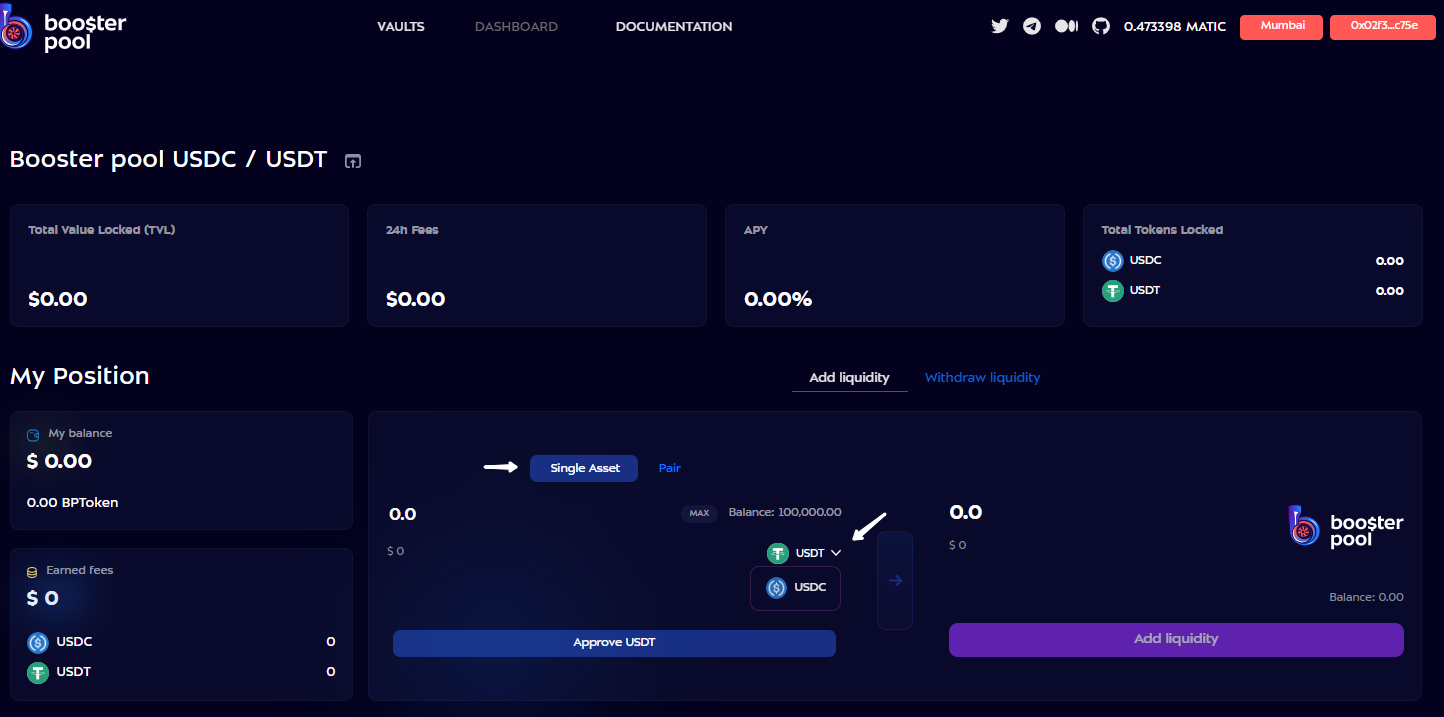 boo$ter
pool
VAULTS
DASHBOARD
DOCUMENTATION
0.473398 MATIC
Mumbai
0x02f3...c75e
Booster pool USDC / USDT
Total Value Locked (TVL)
$0.00
24h Fees
$0.00
APY
0.00%
Total Tokens Locked
USDC 0.00
USDT 0.00
My Position
Add liquidity
Withdraw liquidity
My balance
$ 0.00
0.00 BPToken
Earned fees
$ 0
USDC 0
USDT 0
Single Asset
Pair
0.0
MAX
Balance: 100,000.00
$ 0
USDT
USDC
Approve USDT
0.0
$ 0
boo$ter
pool
Balance: 0.00
Add liquidity